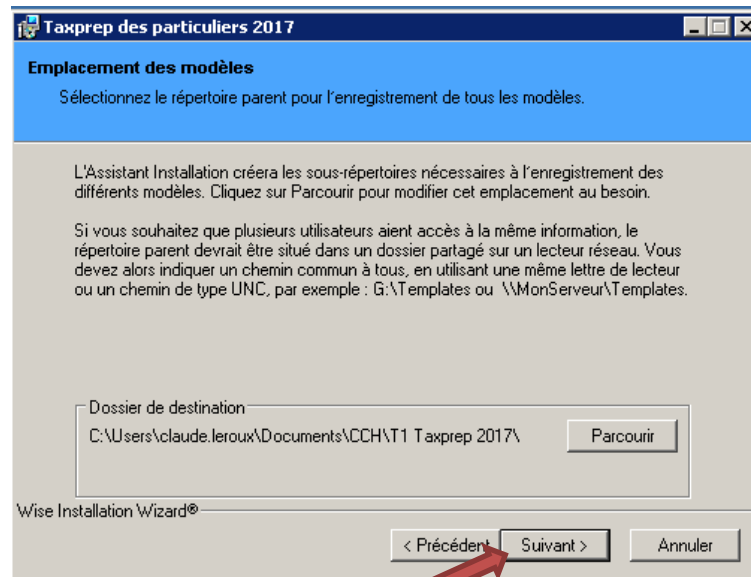 Taxprep des particuliers 2017
Emplacement des modèles
Sélectionnez le répertoire parent pour l'enregistrement de tous les modèles.
L'Assistant Installation créera les sous-répertoires nécessaires à l'enregistrement des
différents modèles. Cliquez sur Parcourir pour modifier cet emplacement au besoin.
Si vous souhaitez que plusieurs utilisateurs aient accès à la même information, le
répertoire parent devrait être situé dans un dossier partagé sur un lecteur réseau. Vous
devez alors indiquer un chemin commun à tous, en utilisant une même lettre de lecteur
ou un chemin de type UNC, par exemple : G:\Templates ou \\MonServeur\Templates.
Dossier de destination
C:\Users\claude.leroux\Documents\CCH\T1 Taxprep 2017\ Parcourir
Wise Installation Wizard®
< Précédent Suivant > Annuler